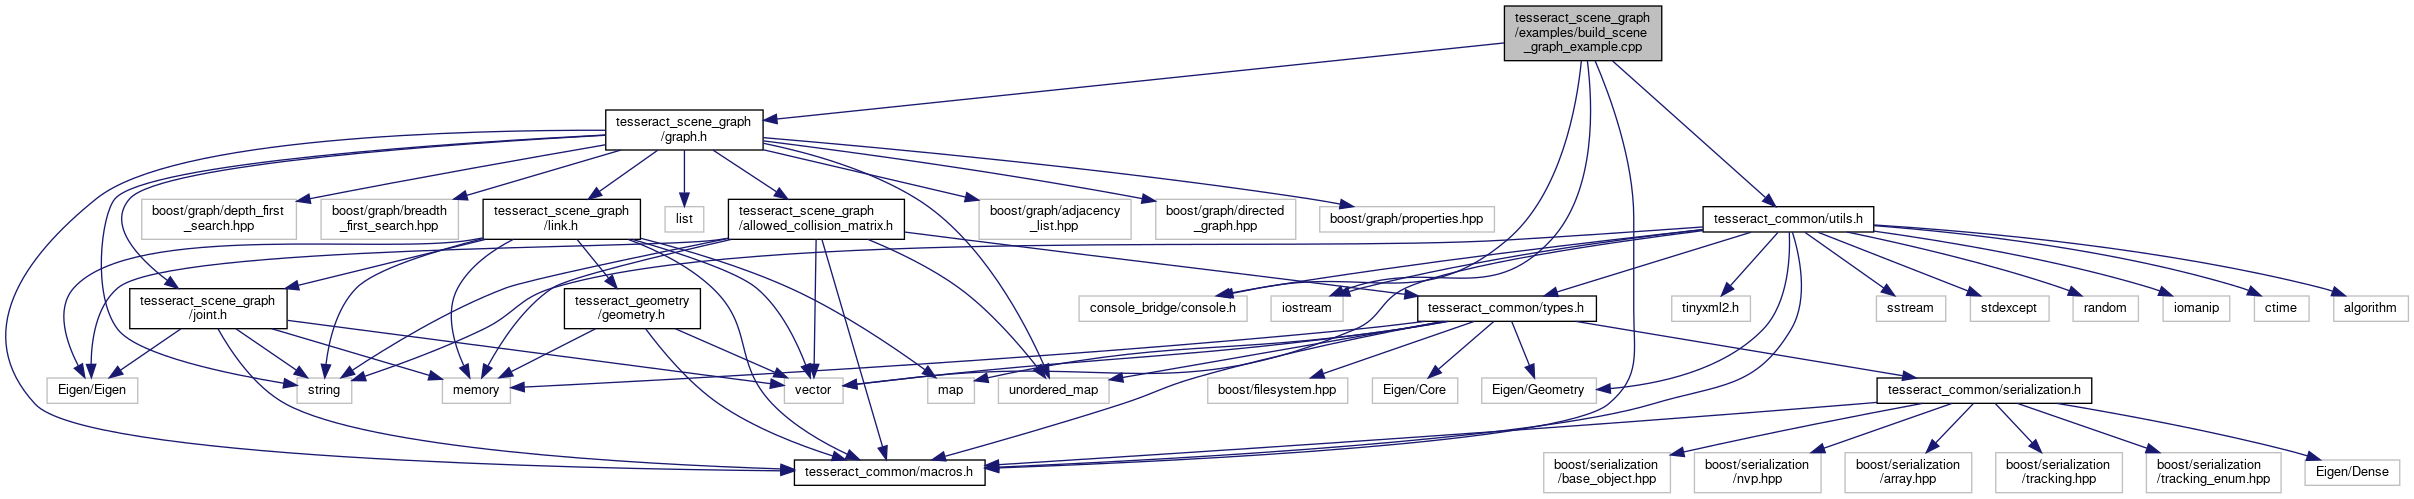 tesseract_scene_graph
/examples/build_scene
_graph_example.cpp
tesseract_scene_graph
/graph.h
boost/graph/depth_first
_search.hpp
boost/graph/breadth
_first_search.hpp
tesseract_scene_graph
/link.h
list
tesseract_scene_graph
/allowed_collision_matrix.h
boost/graph/adjacency
_list.hpp
boost/graph/directed
_graph.hpp
boost/graph/properties.hpp
tesseract_common/utils.h
tesseract_scene_graph
/joint.h
tesseract_geometry
/geometry.h
console_bridge/console.h
iostream
tesseract_common/types.h
tinyxml2.h
sstream
stdexcept
random
iomanip
ctime
algorithm
Eigen/Eigen
string
memory
vector
map
unordered_map
boost/filesystem.hpp
Eigen/Core
Eigen/Geometry
tesseract_common/serialization.h
tesseract_common/macros.h
boost/serialization
/base_object.hpp
boost/serialization
/nvp.hpp
boost/serialization
/array.hpp
boost/serialization
/tracking.hpp
boost/serialization
/tracking_enum.hpp
Eigen/Dense